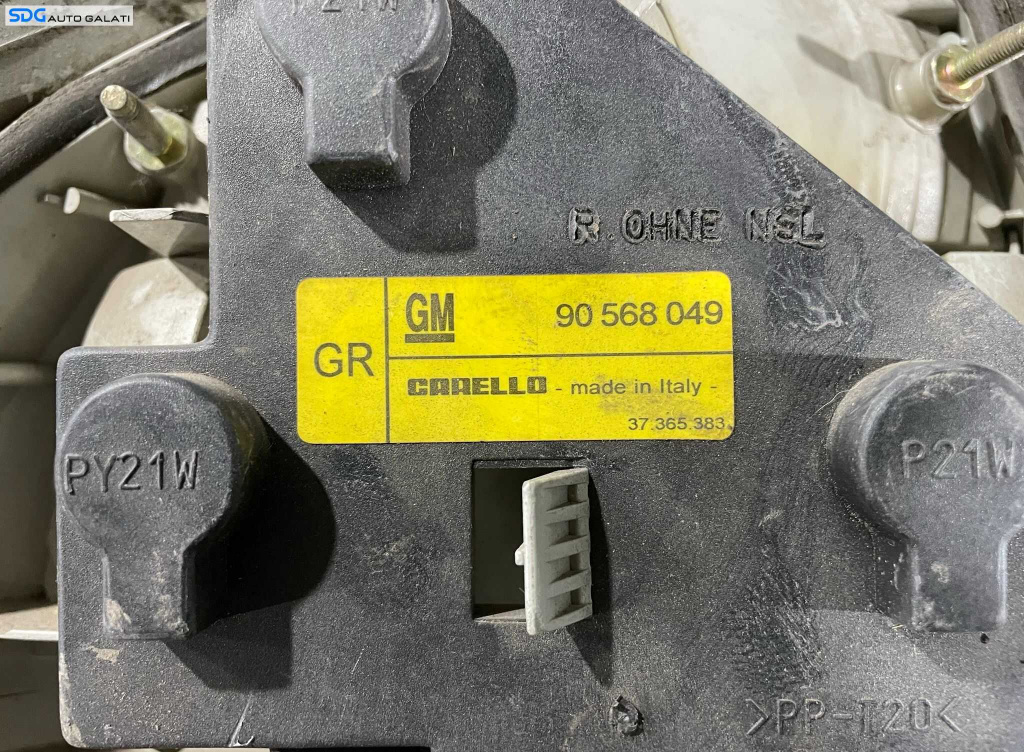 SDG AUTO GALATI
P21W
R. OHNE NSL
GM 90 568 049
GR
CARELLO - made in Italy -
37.365.383
PY21W
P21W
>PP-T20<